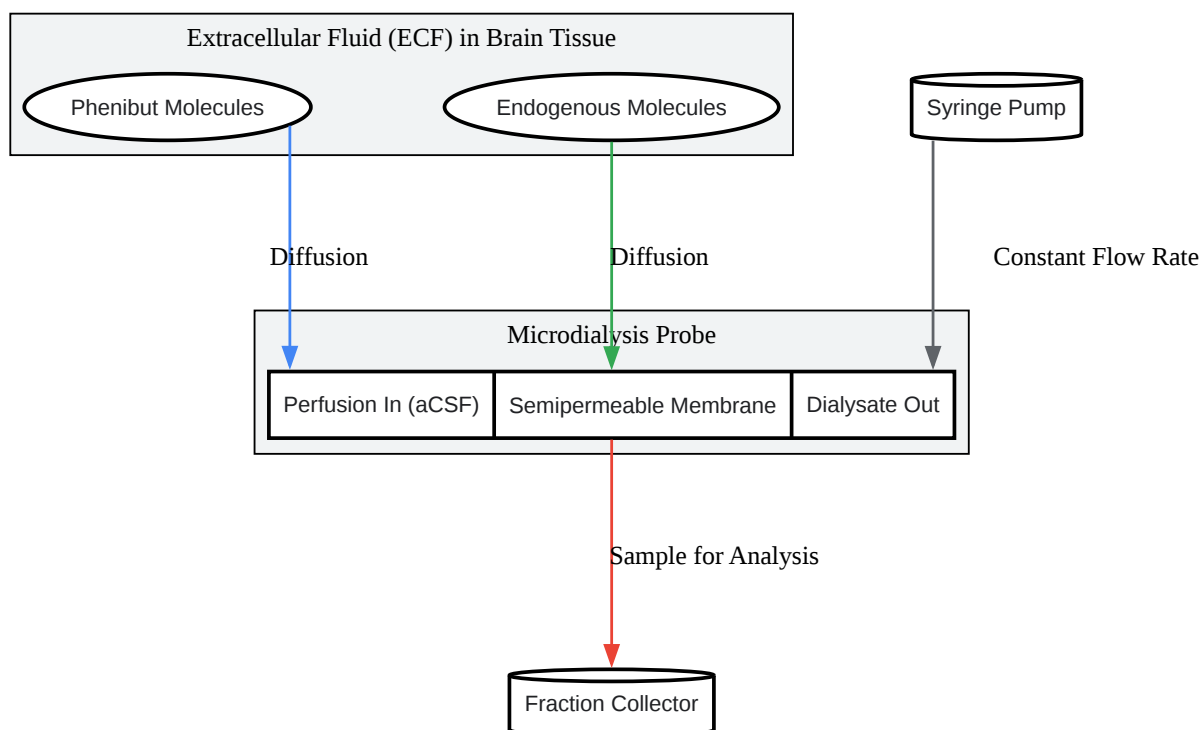 Extracellular Fluid (ECF) in Brain Tissue
Phenibut Molecules
Endogenous Molecules
Syringe Pump
Diffusion
Diffusion
Constant Flow Rate
Microdialysis Probe
Perfusion In (aCSF)
Semipermeable Membrane
Dialysate Out
Sample for Analysis
Fraction Collector